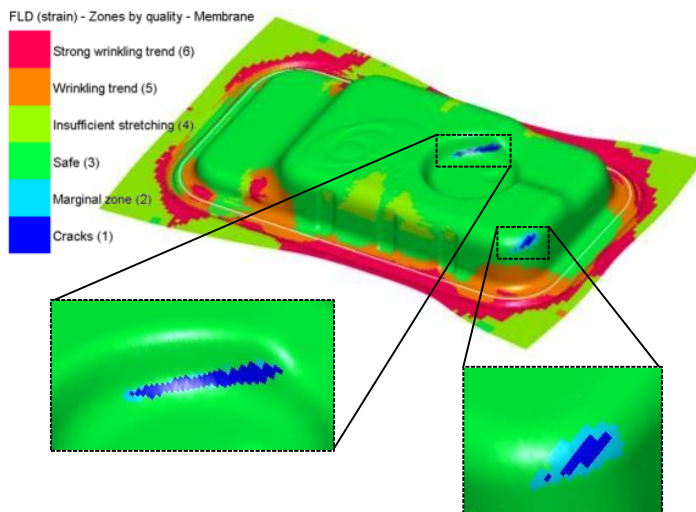 FLD (strain) - Zones by quality - Membrane
Strong wrinkling trend (6)
Wrinkling trend (5)
Insufficient stretching (4)
Safe (3)
Marginal zone (2)
Cracks (1)